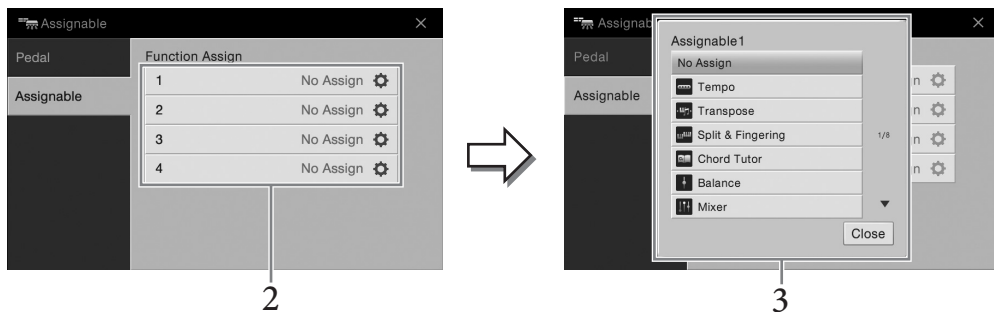 Assignable
Pedal
Assignable
Function Assign
1 No Assign
2 No Assign
3 No Assign
4 No Assign
2
Assignab
Pedal
Assignable
n
n
n
n
Assignable1
No Assign
Tempo
Transpose
Split & Fingering
Chord Tutor
Balance
Mixer
1/8
Close
3